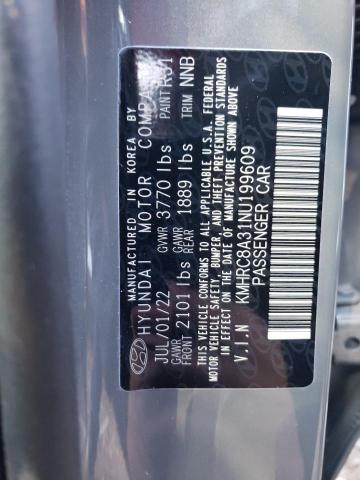 MANUFACTURED IN KOREA BY
HYUNDAI MOTOR COMPANY
JUL/01/22 GVWR 3770 lbs PAINT
GAWR FRONT 2101 lbs GAWR REAR 1889 lbs TRIM NNB
THIS VEHICLE CONFORMS TO ALL APPLICABLE U.S.A. FEDERAL
MOTOR VEHICLE SAFETY, BUMPER, AND THEFT PREVENTION STANDARDS
IN EFFECT ON THE DATE OF MANUFACTURE SHOWN ABOVE.
V.I.N KMHRC8A31NU199609
PASSENGER CAR